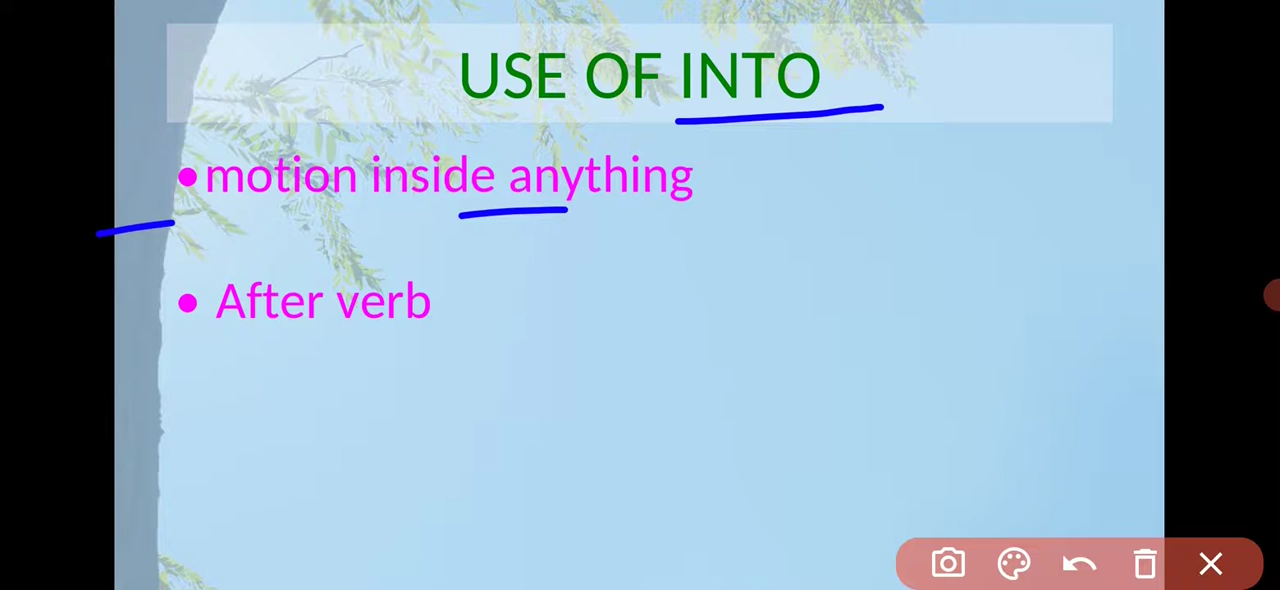 USE OF INTO
•motion inside anything
• After verb